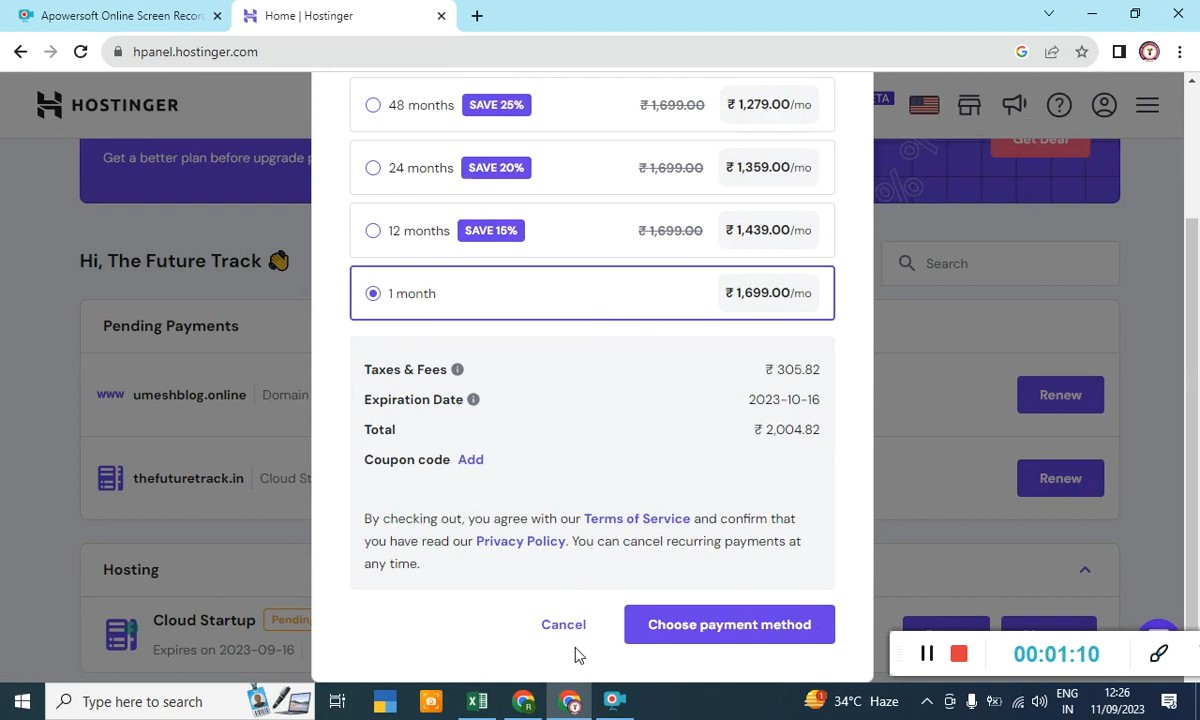 Apowersoft Online Screen Recor
Home | Hostinger
hpanel.hostinger.com
HOSTINGER
BETA
Get a better plan before upgrade
Get Deal
48 months SAVE 25% ₹ 1,699.00 ₹ 1,279.00/mo
24 months SAVE 20% ₹ 1,699.00 ₹ 1,359.00/mo
12 months SAVE 15% ₹ 1,699.00 ₹ 1,439.00/mo
1 month ₹ 1,699.00/mo
Hi, The Future Track 👋
Search
Pending Payments
www umeshblog.online Domain Renew
thefuturetrack.in Cloud St Renew
Taxes & Fees ₹ 305.82
Expiration Date 2023-10-16
Total ₹ 2,004.82
Coupon code Add
By checking out, you agree with our Terms of Service and confirm that
you have read our Privacy Policy. You can cancel recurring payments at
any time.
Cancel Choose payment method
Hosting
Cloud Startup Pending
Expires on 2023-09-16
00:01:10
Type here to search
1
34°C Haze
ENG
IN
12:26
11/09/2023